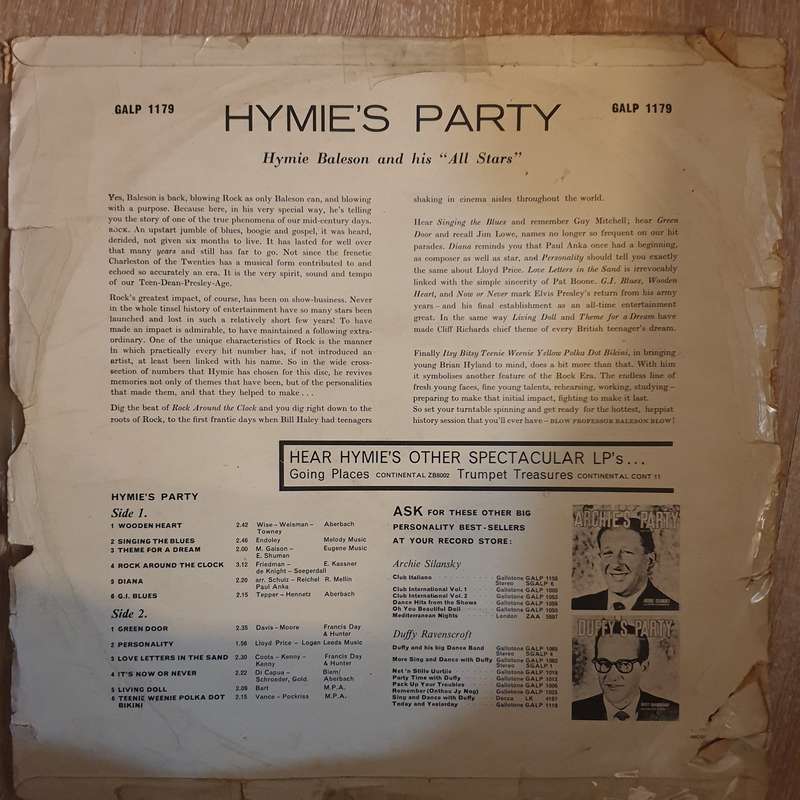 GALP 1179
HYMIE'S PARTY
GALP 1179
Hymie Baleson and his "All Stars"
Yes, Baleson is back, blowing Rock as only Baleson can, and blowing
with a purpose. Because here, in his very special way, he's telling
you the story of one of the true phenomena of our mid-century days.
ROCK. An upstart jumble of blues, boogie and gospel, it was heard,
derided, not given six months to live. It has lasted for well over
that many years and still has far to go. Not since the frenetic
Charleston of the Twenties has a musical form contributed to and
echoed so accurately an era. It is the very spirit, sound and tempo
of our Teen-Dean-Presley-Age.
Rock's greatest impact, of course, has been on show-business. Never
in the whole tinsel history of entertainment have so many stars been
launched and lost in such a relatively short few years! To have
made an impact is admirable, to have maintained a following extra-
ordinary. One of the unique characteristics of Rock is the manner
in which practically every hit number has, if not introduced an
artist, at least been linked with his name. So in the wide cross-
section of numbers that Hymie has chosen for this disc, he revives
memories not only of themes that have been, but of the personalities
that made them, and that they helped to make . . .
Dig the beat of Rock Around the Clock and you dig right down to the
roots of Rock, to the first frantic days when Bill Haley had teenagers
shaking in cinema aisles throughout the world.
Hear Singing the Blues and remember Guy Mitchell; hear Green
Door and recall Jim Lowe, names no longer so frequent on our hit
parades. Diana reminds you that Paul Anka once had a beginning,
as composer as well as star, and Personality should tell you exactly
the same about Lloyd Price. Love Letters in the Sand is irrevocably
linked with the simple sincerity of Pat Boone. G.I. Blues, Wooden
Heart, and Now or Never mark Elvis Presley's return from his army
years – and his final establishment as an all-time entertainment
great. In the same way Living Doll and Theme for a Dream have
made Cliff Richards chief theme of every British teenager's dream.
Finally Itsy Bitsy Teenie Weenie Yellow Polka Dot Bikini, in bringing
young Brian Hyland to mind, does a bit more than that. With him
it symbolises another feature of the Rock Era. The endless line of
fresh young faces, fine young talents, rehearsing, working, studying –
preparing to make that initial impact, fighting to make it last.
So set your turntable spinning and get ready for the hottest, heppist
history session that you'll ever have – BLOW PROFESSOR BALESON BLOW!
HEAR HYMIE'S OTHER SPECTACULAR LP's...
Going Places CONTINENTAL ZB8002 Trumpet Treasures CONTINENTAL CONT 11
HYMIE'S PARTY
Side 1.
1 WOODEN HEART 2.42 Wise – Weisman – Towney Aberbach
2 SINGING THE BLUES 2.46 Endsley Melody Music
3 THEME FOR A DREAM 2.00 M. Gaison – E. Shuman Eugene Music
4 ROCK AROUND THE CLOCK 3.12 Friedman – de Knight – Seegerdall E. Kassner
5 DIANA 2.20 arr. Schulz – Reichel Paul Anka R. Mellin
6 G.I. BLUES 2.15 Tepper – Hennetz Aberbach
Side 2.
1 GREEN DOOR 2.35 Davis – Moore Francis Day & Hunter
2 PERSONALITY 1.56 Lloyd Price – Logan Leeds Music
3 LOVE LETTERS IN THE SAND 2.30 Coots – Kenny – Kenny Francis Day & Hunter
4 IT'S NOW OR NEVER 2.22 Di Capua – Schroeder, Gold Biem/ Aberbach
5 LIVING DOLL 2.09 Bart M.P.A.
6 TEENIE WEENIE POLKA DOT BIKINI 2.15 Vance – Pockriss M.P.A.
ASK FOR THESE OTHER BIG
PERSONALITY BEST-SELLERS
AT YOUR RECORD STORE:
Archie Silansky
Club Italiano Gallotone GALP
Stereo SGALP 6
Club International Vol. 1 Gallotone GALP
Club International Vol. 2 Gallotone GALP
Dance Hits from the Shows Gallotone GALP
Oh You Beautiful Doll Gallotone GALP
Mediterranean Nights London ZAA
Duffy Ravenscroft
Duffy and his Big Dance Band Gallotone GALP
Stereo SGALP
More Sing and Dance with Duffy Gallotone GALP
Stereo SGALP 1
Net 'n Stille Uurtjie Gallotone GALP
Party Time with Duffy Gallotone GALP
Pack Up Your Troubles Gallotone GALP
Remember (Onthou Jy Nog) Gallotone GALP
Sing and Dance with Duffy Decca LK
Today and Yesterday Gallotone GALP
ARCHIE'S PARTY
DUFFY'S PARTY